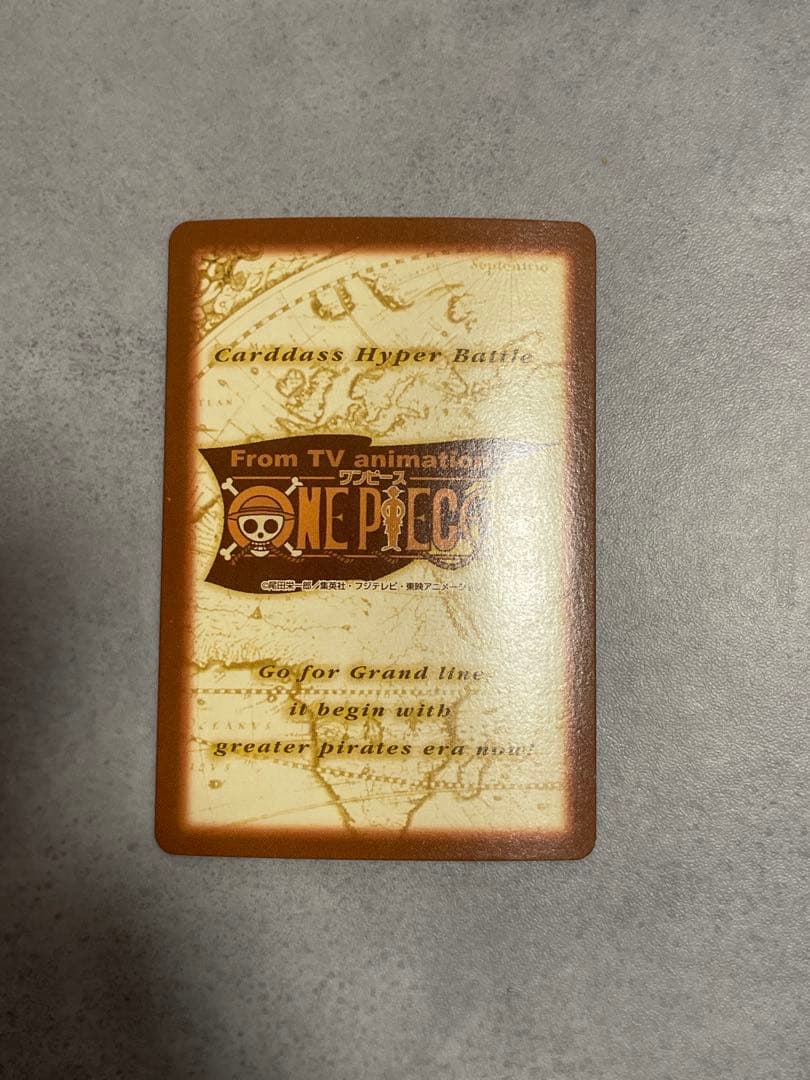 Septentrio
Carddass Hyper Battle
From TV animation
ワンピース
ONE PIECE
©尾田栄一郎／集英社・フジテレビ・東映アニメーション
Go for Grand line
it begin with
greater pirates era now!